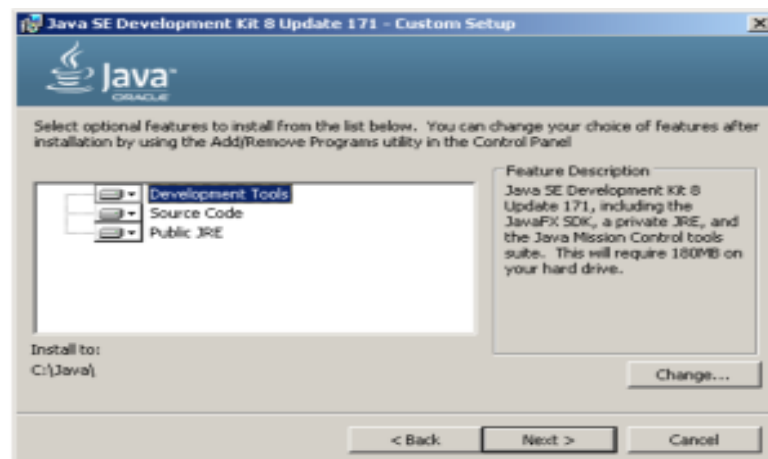 Java SE Development Kit 8 Update 171 - Custom Setup
Java
ORACLE
Select optional features to install from the list below. You can change your choice of features after
installation by using the Add/Remove Programs utility in the Control Panel
Development Tools
Source Code
Public JRE
Feature Description
Java SE Development Kit 8
Update 171, including the
JavaFX SDK, a private JRE, and
the Java Mission Control tools
suite. This will require 180MB on
your hard drive.
Install to:
C:\Java\
Change...
< Back
Next >
Cancel